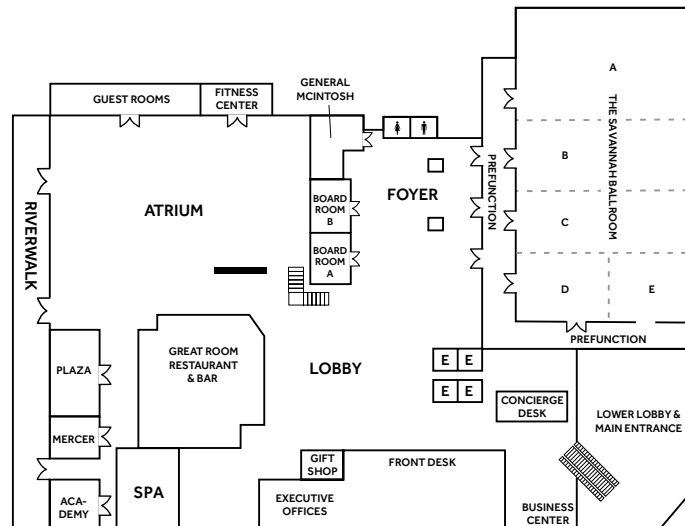 GENERAL
MCINTOSH
GUEST ROOMS
FITNESS
CENTER
A
THE SAVANNAH BALLROOM
B
C
D
E
PREFUNCTION
FOYER
BOARD
ROOM
B
BOARD
ROOM
A
ATRIUM
RIVERWALK
PREFUNCTION
GREAT ROOM
RESTAURANT
& BAR
LOBBY
E
E
E
E
PLAZA
CONCIERGE
DESK
LOWER LOBBY &
MAIN ENTRANCE
MERCER
GIFT
SHOP
FRONT DESK
SPA
ACA-
DEMY
EXECUTIVE
OFFICES
BUSINESS
CENTER